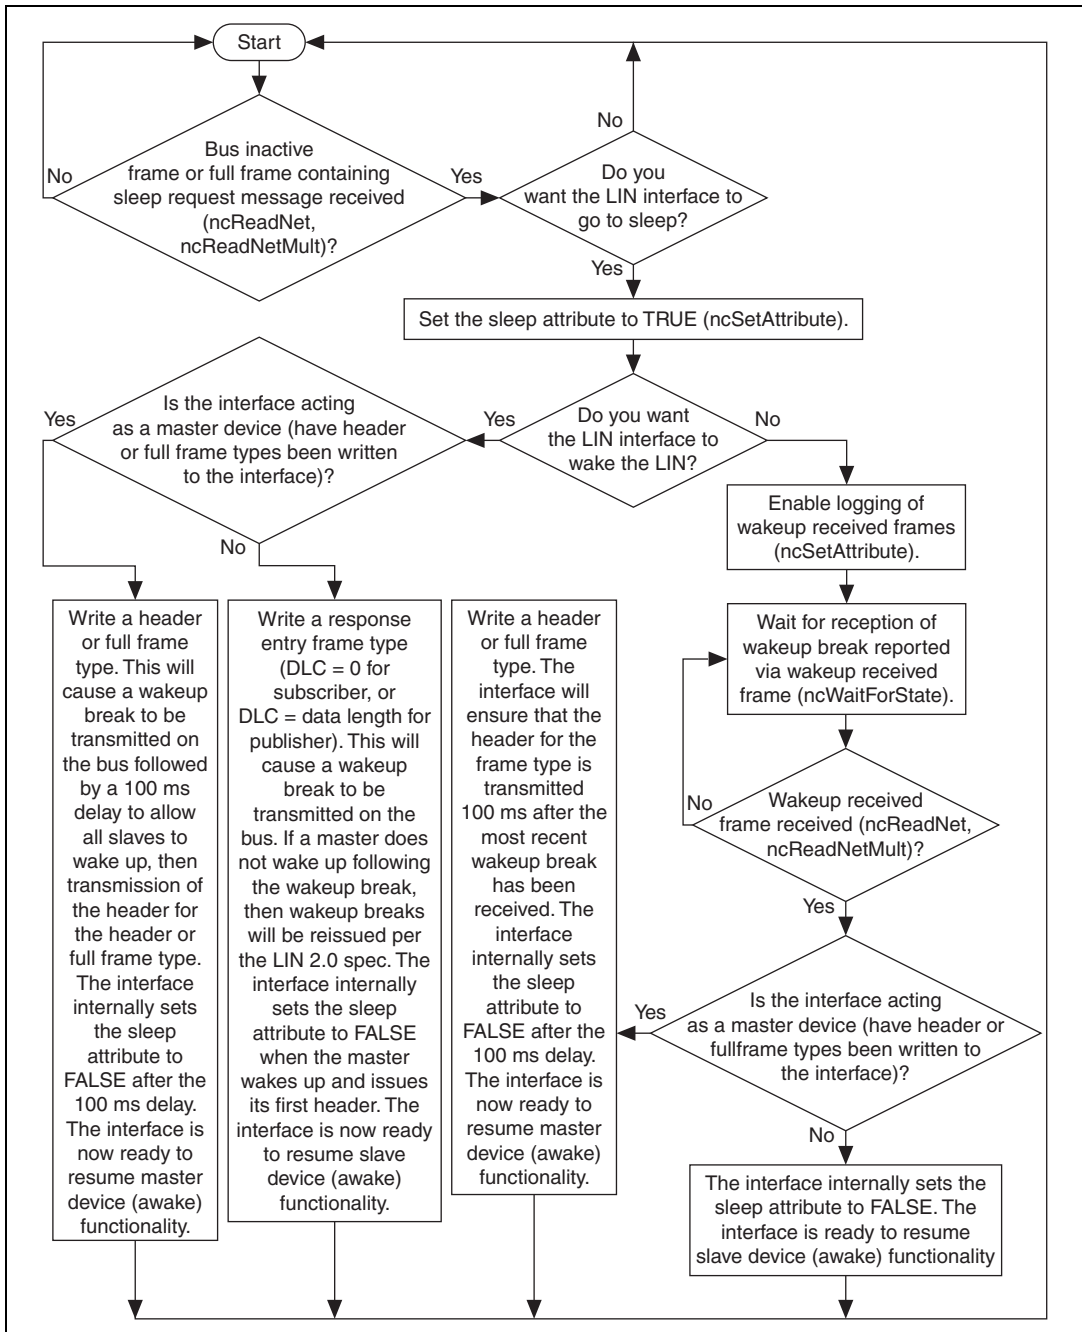 Start
Bus inactive
frame or full frame containing
sleep request message received
(ncReadNet,
ncReadNetMult)?
No
Yes
Do you
want the LIN interface to
go to sleep?
No
Yes
Set the sleep attribute to TRUE (ncSetAttribute).
Do you want
the LIN interface to
wake the LIN?
Yes
No
Is the interface acting
as a master device (have header
or full frame types been written
to the interface)?
Yes
No
Enable logging of
wakeup received frames
(ncSetAttribute).
Wait for reception of
wakeup break reported
via wakeup received
frame (ncWaitForState).
Wakeup received
frame received (ncReadNet,
ncReadNetMult)?
No
Yes
Is the interface acting
as a master device (have header or
fullframe types been written to
the interface)?
Yes
No
Write a header
or full frame
type. This will
cause a wakeup
break to be
transmitted on
the bus followed
by a 100 ms
delay to allow
all slaves to
wake up, then
transmission of
the header for
the header or
full frame type.
The interface
internally sets
the sleep
attribute to
FALSE after the
100 ms delay.
The interface is
now ready to
resume master
device (awake)
functionality.
Write a response
entry frame type
(DLC = 0 for
subscriber, or
DLC = data length for
publisher). This will
cause a wakeup
break to be
transmitted on the
bus. If a master does
not wake up following
the wakeup break,
then wakeup breaks
will be reissued per
the LIN 2.0 spec. The
interface internally
sets the sleep
attribute to FALSE
when the master
wakes up and issues
its first header. The
interface is now ready
to resume slave
device (awake)
functionality.
Write a header
or full frame
type. The
interface will
ensure that the
header for the
frame type is
transmitted
100 ms after the
most recent
wakeup break
has been
received. The
interface
internally sets
the sleep
attribute to
FALSE after the
100 ms delay.
The interface is
now ready to
resume master
device (awake)
functionality.
The interface internally sets the
sleep attribute to FALSE. The
interface is ready to resume
slave device (awake) functionality